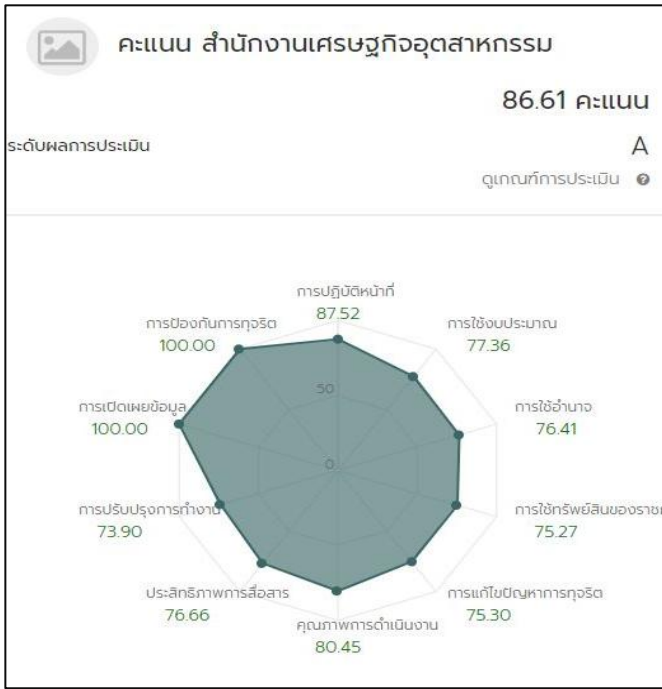 คะแนน สำนักงานเศรษฐกิจอุตสาหกรรม
86.61 คะแนน
ระดับผลการประเมิน
A
ดูเกณฑ์การประเมิน ?
การปฏิบัติหน้าที่
87.52
การป้องกันการทุจริต
100.00
การใช้งบประมาณ
77.36
50
การเปิดเผยข้อมูล
100.00
การใช้อำนาจ
76.41
0
การปรับปรุงการทำงาน
73.90
การใช้ทรัพย์สินของราช
75.27
ประสิทธิภาพการสื่อสาร
76.66
การแก้ไขปัญหาการทุจริต
75.30
คุณภาพการดำเนินงาน
80.45